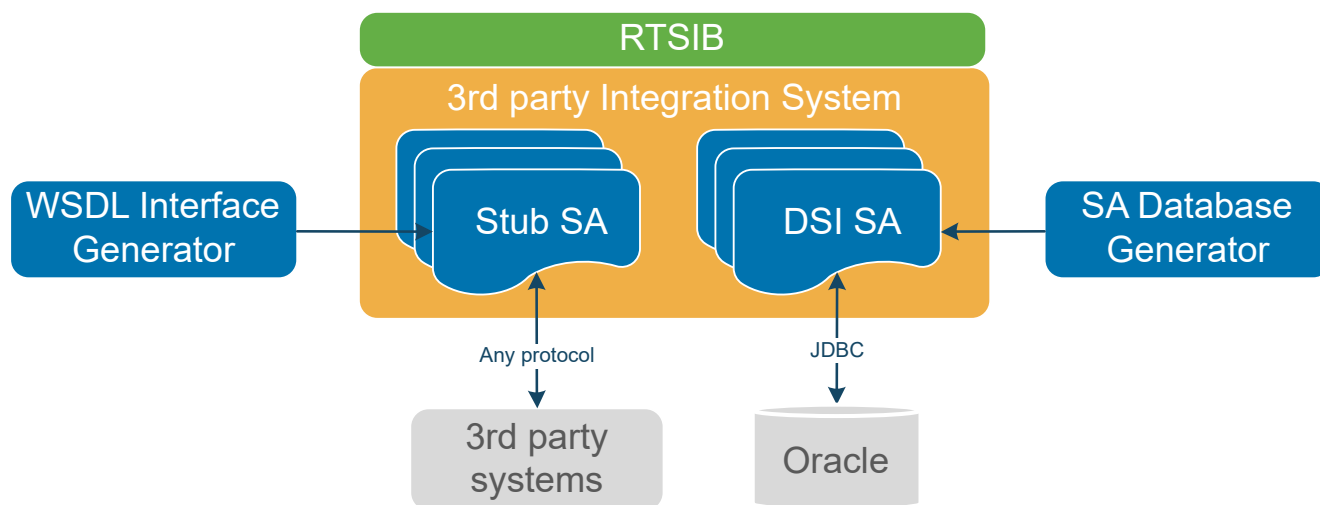 RTSIB
3rd party Integration System
WSDL Interface
Generator
Stub SA
DSI SA
SA Database
Generator
Any protocol
JDBC
3rd party
systems
Oracle